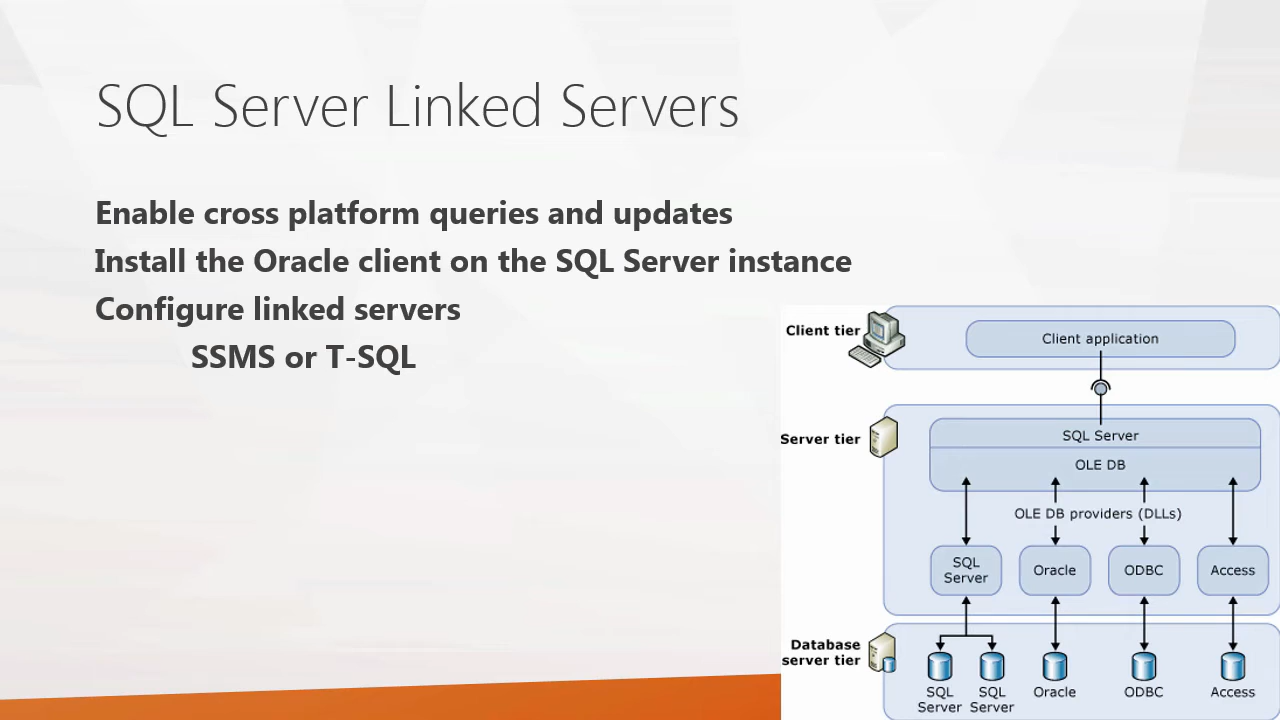 SQL Server Linked Servers
Enable cross platform queries and updates
Install the Oracle client on the SQL Server instance
Configure linked servers
SSMS or T-SQL
Client tier
Client application
Server tier
SQL Server
OLE DB
OLE DB providers (DLLs)
SQL
Server
Oracle
ODBC
Access
Database
server tier
SQL
Server
SQL
Server
Oracle
ODBC
Access